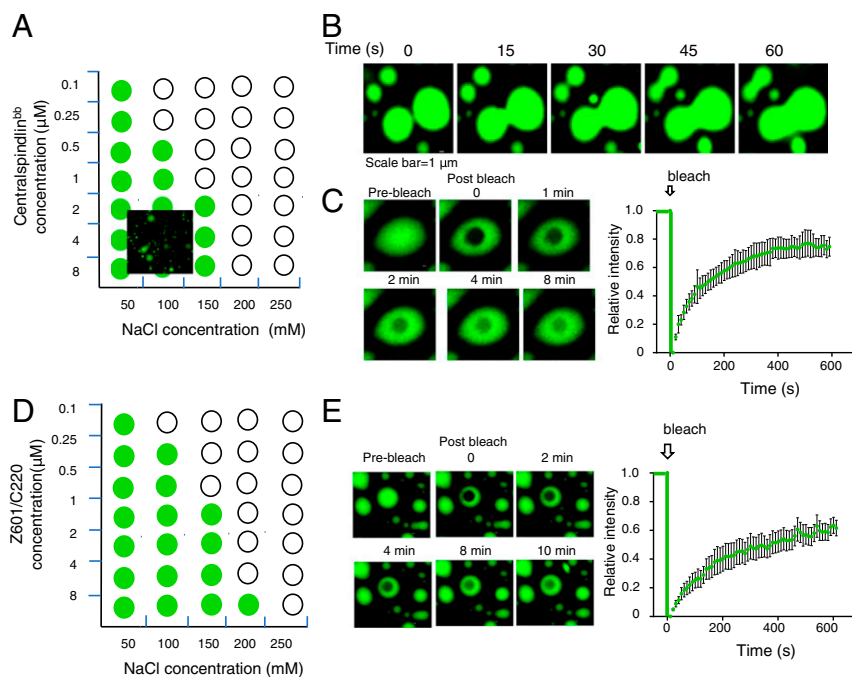 A
Centralspindlin^bb
concentration (μM)
0.1
0.25
0.5
1
2
4
8
50 100 150 200 250
NaCl concentration (mM)
B
Time (s) 0 15 30 45 60
Scale bar=1 μm
C
Pre-bleach
Post bleach
0
1 min
2 min 4 min 8 min
bleach
Relative intensity
1.0
0.8
0.6
0.4
0.2
0
0 200 400 600
Time (s)
D
Z601/C220
concentration(μM)
0.1
0.25
0.5
1
2
4
8
50 100 150 200 250
NaCl concentration (mM)
E
Pre-bleach
Post bleach
0
2 min
4 min 8 min 10 min
bleach
Relative intensity
1.0
0.8
0.6
0.4
0.2
0
0 200 400 600
Time (s)